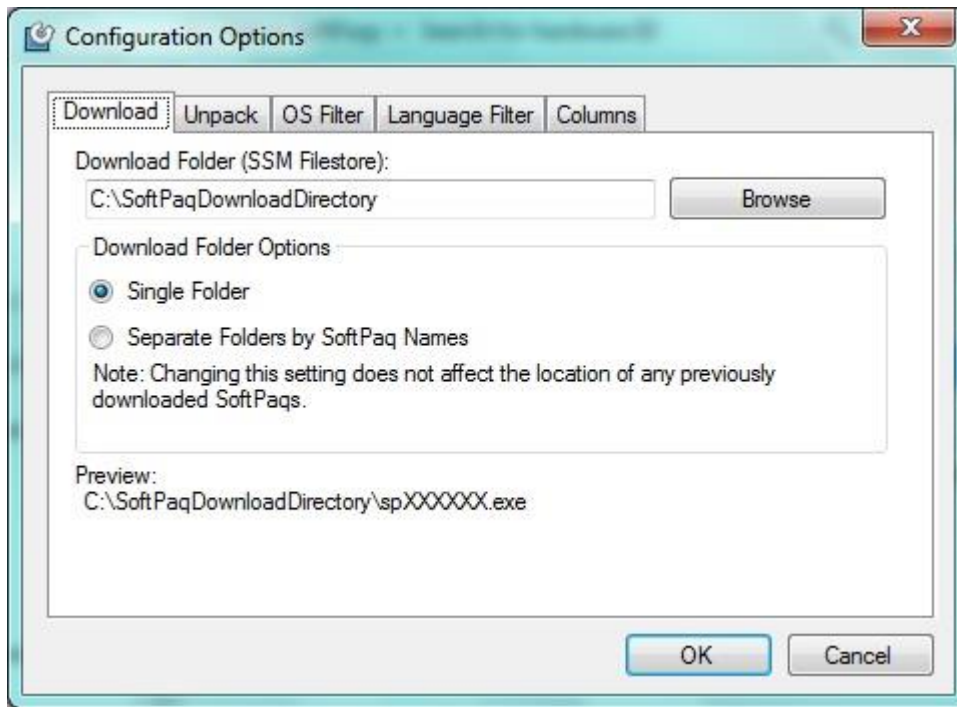 Configuration Options
Download
Unpack
OS Filter
Language Filter
Columns
Download Folder (SSM Filestore):
C:\SoftPaqDownloadDirectory
Browse
Download Folder Options
Single Folder
Separate Folders by SoftPaq Names
Note: Changing this setting does not affect the location of any previously
downloaded SoftPaqs.
Preview:
C:\SoftPaqDownloadDirectory\spXXXXXX.exe
OK
Cancel